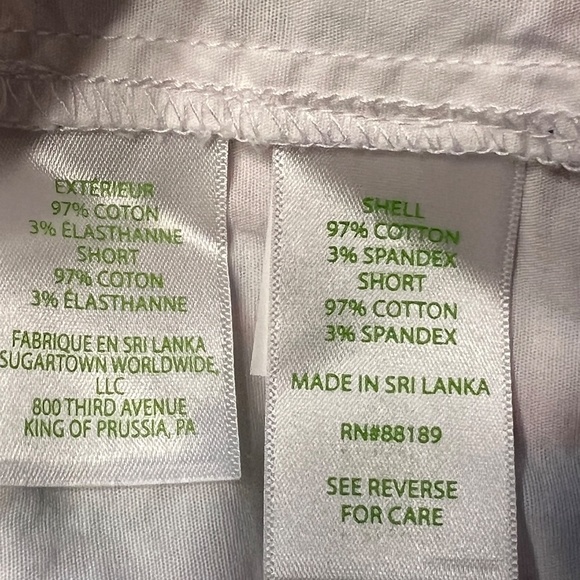 EXTÉRIEUR
97% COTON
3% ÉLASTHANNE
SHORT
97% COTON
3% ÉLASTHANNE
FABRIQUE EN SRI LANKA
SUGARTOWN WORLDWIDE,
LLC
800 THIRD AVENUE
KING OF PRUSSIA, PA
SHELL
97% COTTON
3% SPANDEX
SHORT
97% COTTON
3% SPANDEX
MADE IN SRI LANKA
RN#88189
SEE REVERSE
FOR CARE